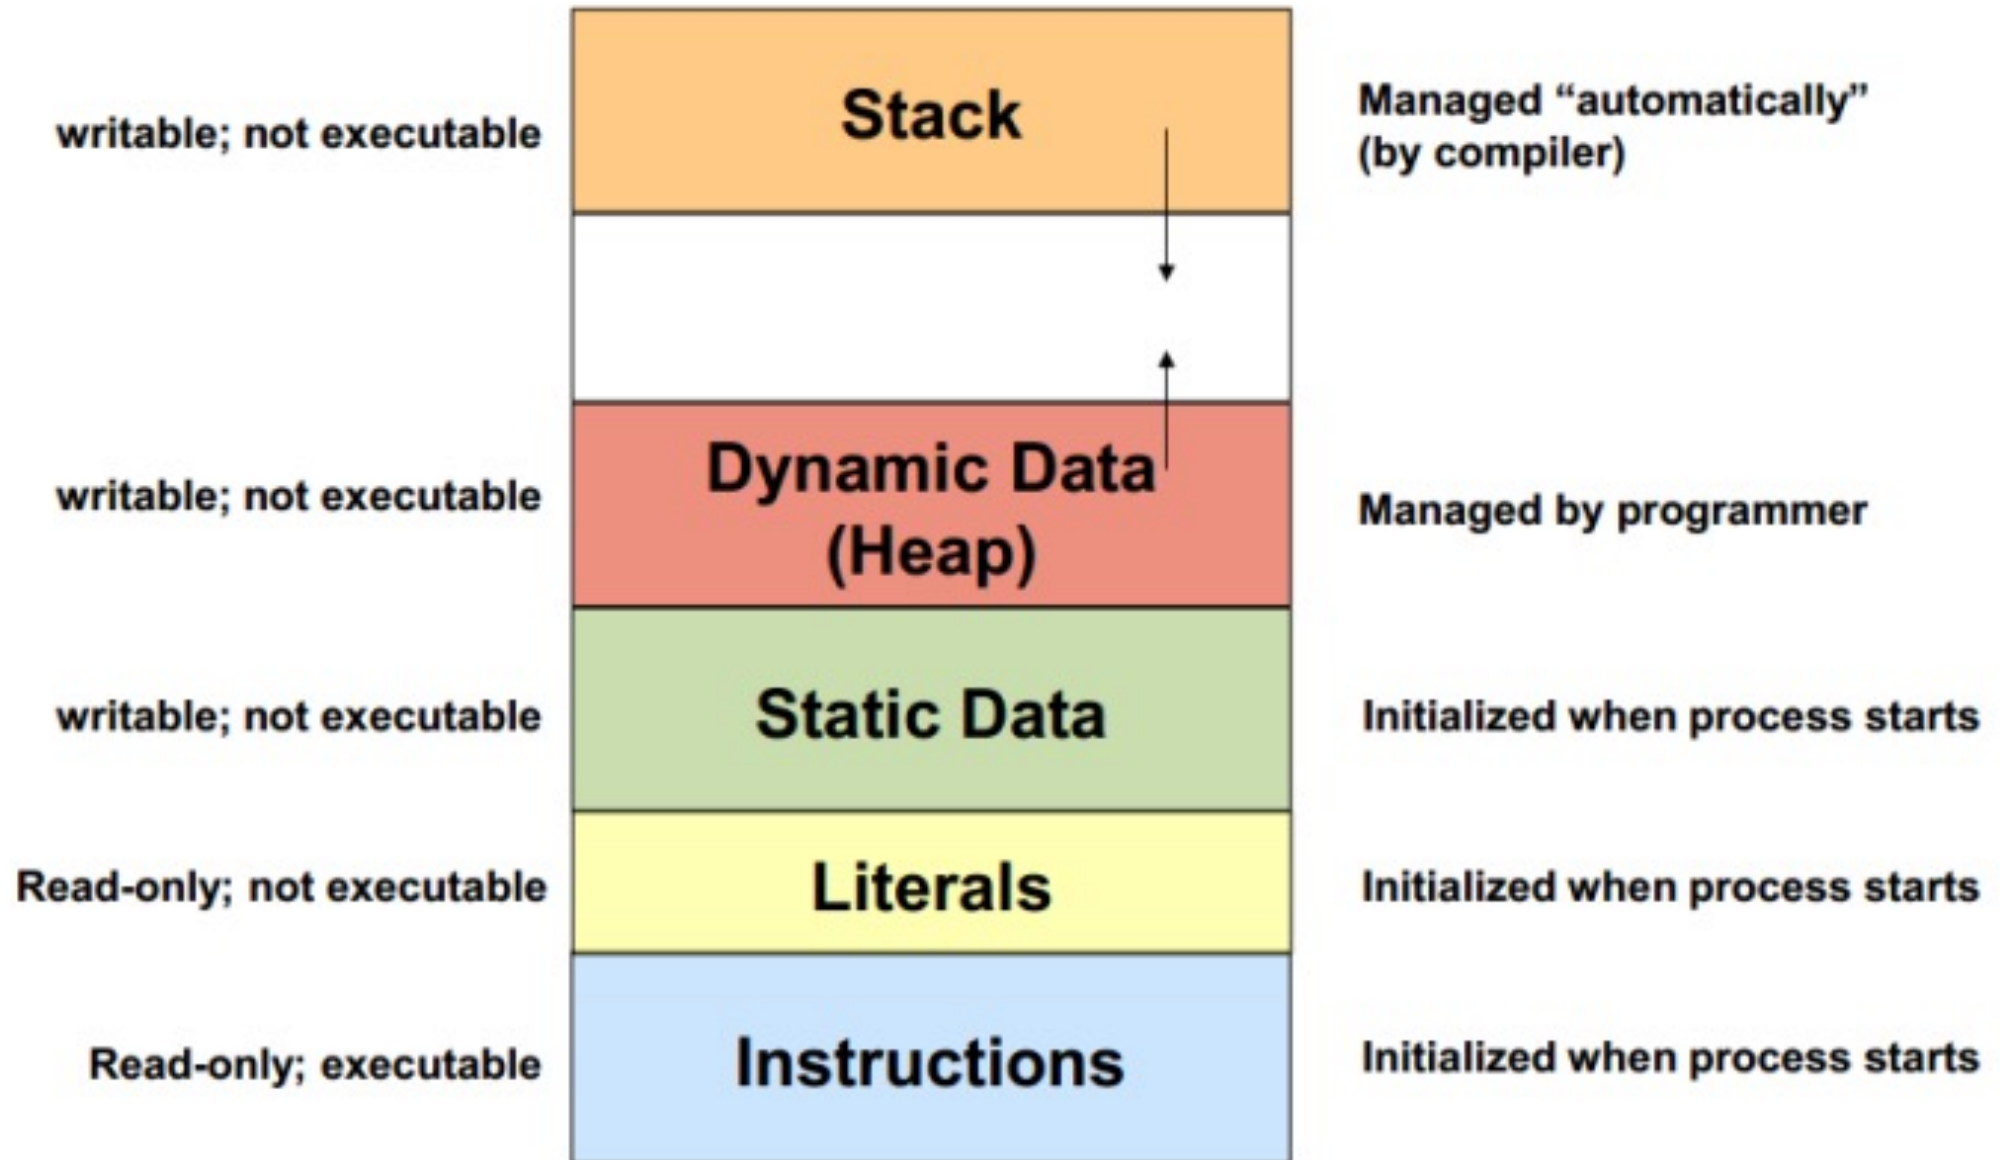 writable; not executable
Stack
Managed “automatically”
(by compiler)
writable; not executable
Dynamic Data
(Heap)
Managed by programmer
writable; not executable
Static Data
Initialized when process starts
Read-only; not executable
Literals
Initialized when process starts
Read-only; executable
Instructions
Initialized when process starts